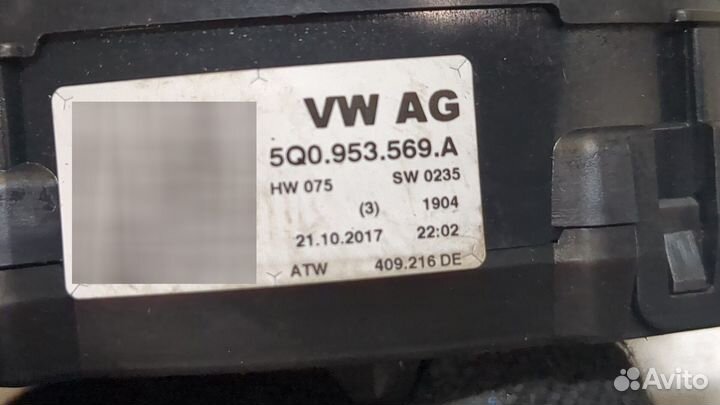 VW AG
5Q0.953.569.A
HW 075 SW 0235
(3) 1904
21.10.2017 22:02
ATW 409.216 DE
Avito